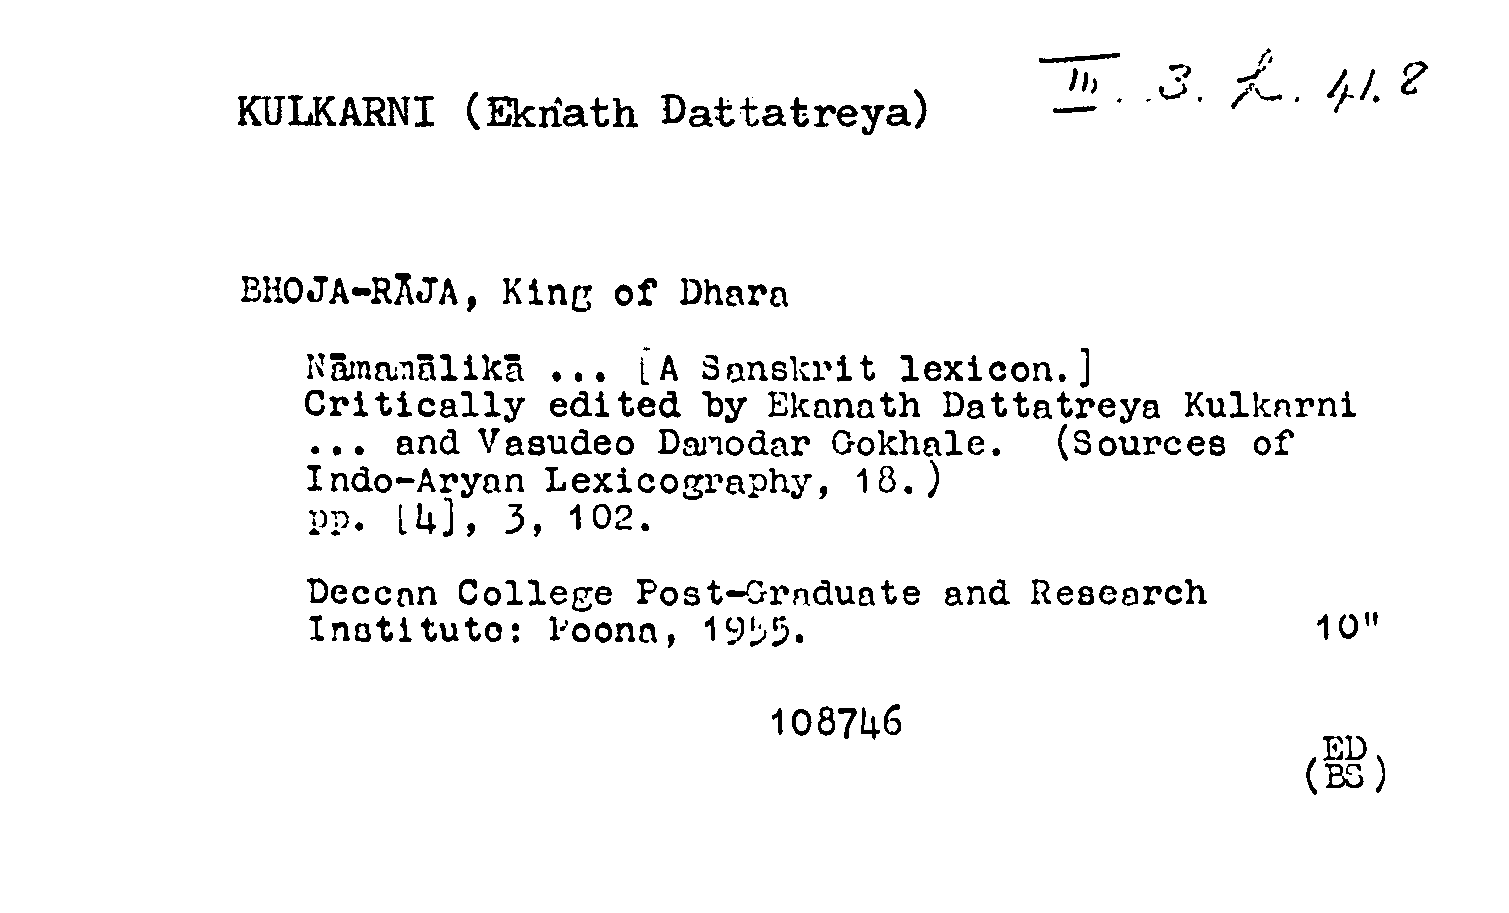 KULKARNI (Eknath Dattatreya)
III. 3. L. 41. 8
BHOJA-RĀJA, King of Dhara
Nāmamālikā ... [A Sanskrit lexicon.]
Critically edited by Ekanath Dattatreya Kulkarni
... and Vasudeo Damodar Gokhale. (Sources of
Indo-Aryan Lexicography, 18.)
pp. [4], 3, 102.
Deccan College Post-Graduate and Research
Institute: Poona, 1955. 10"
108746
ED
(BS)